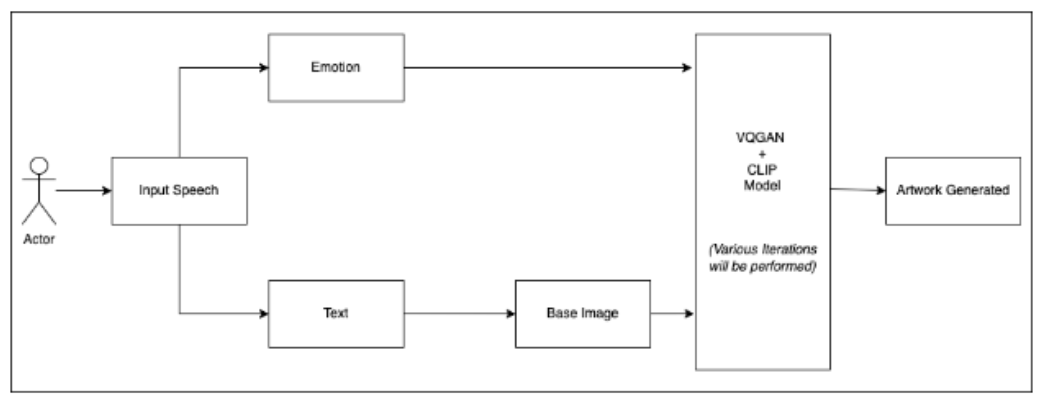 Emotion
VQGAN
+
CLIP
Model
(Various Iterations
will be performed)
Input Speech
Artwork Generated
Actor
Text
Base Image